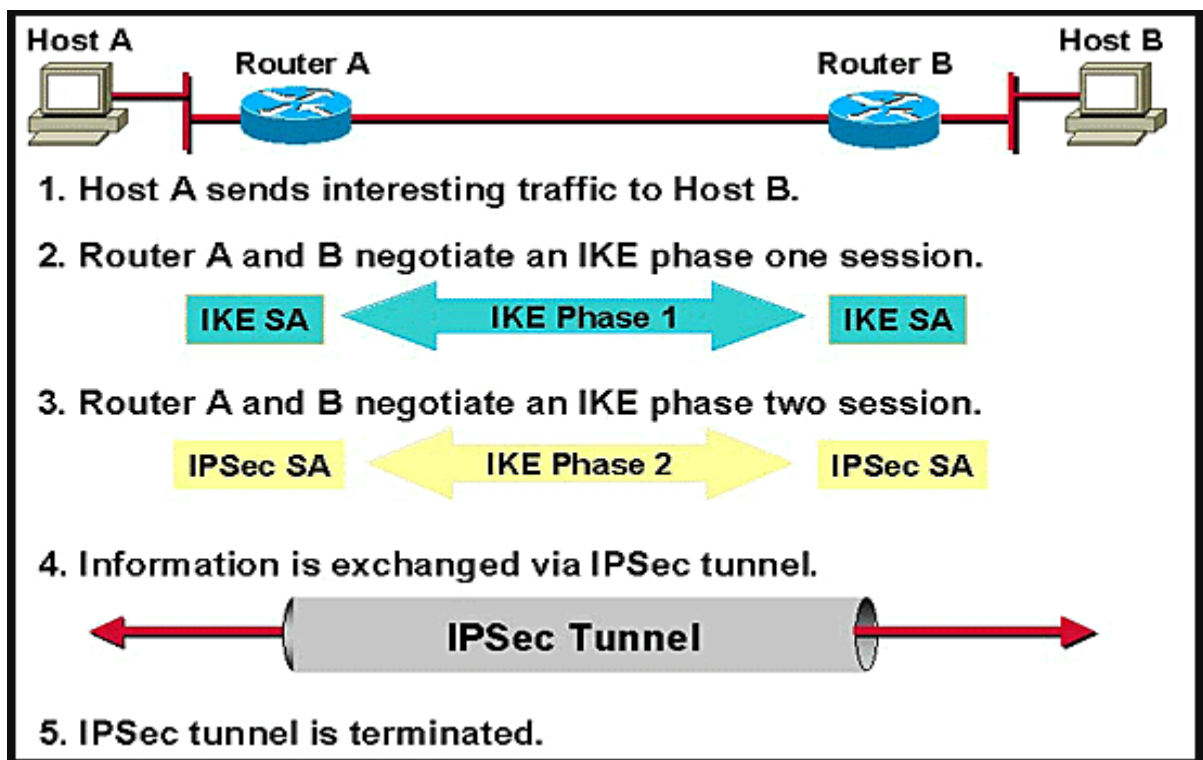 Host A
Host B
Router A
Router B
1. Host A sends interesting traffic to Host B.
2. Router A and B negotiate an IKE phase one session.
IKE SA
IKE Phase 1
IKE SA
3. Router A and B negotiate an IKE phase two session.
IPSec SA
IKE Phase 2
IPSec SA
4. Information is exchanged via IPSec tunnel.
IPSec Tunnel
5. IPSec tunnel is terminated.